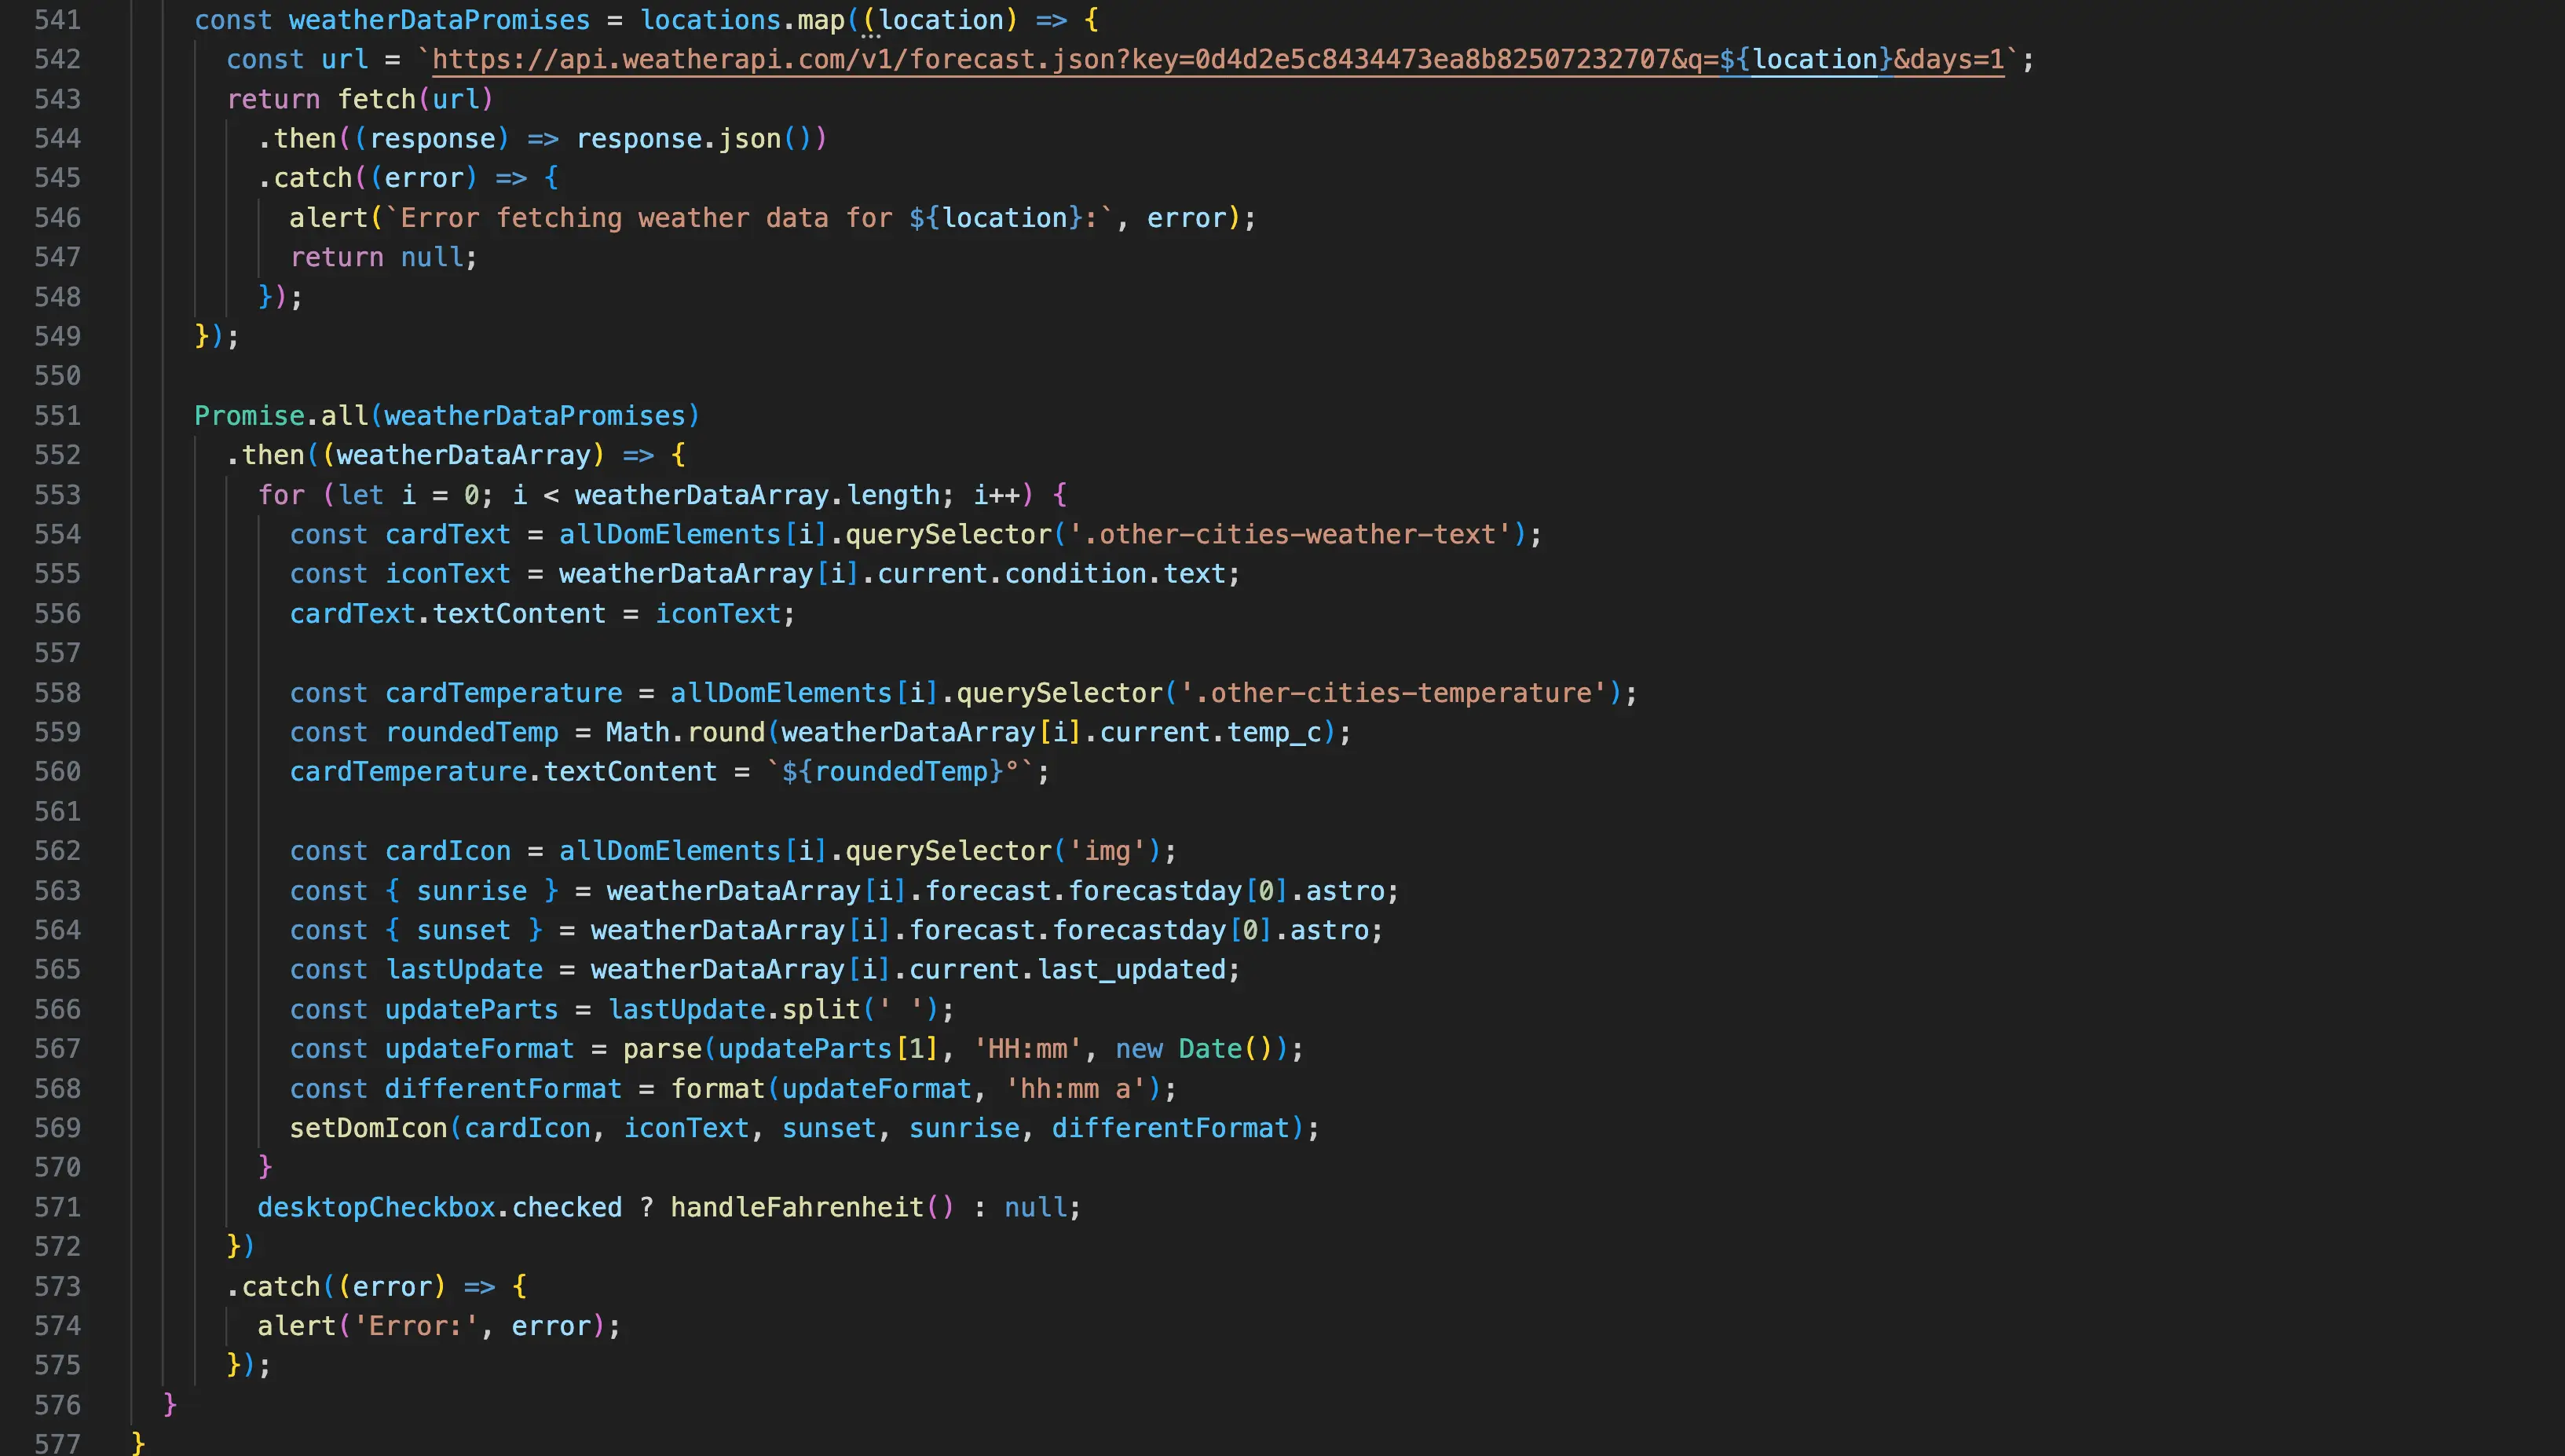 541 const weatherDataPromises = locations.map((location) => {
542 const url = `https://api.weatherapi.com/v1/forecast.json?key=0d4d2e5c8434473ea8b82507232707&q=${location}&days=1`;
543 return fetch(url)
544 .then((response) => response.json())
545 .catch((error) => {
546 alert(`Error fetching weather data for ${location}:`, error);
547 return null;
548 });
549 });
550
551 Promise.all(weatherDataPromises)
552 .then((weatherDataArray) => {
553 for (let i = 0; i < weatherDataArray.length; i++) {
554 const cardText = allDomElements[i].querySelector('.other-cities-weather-text');
555 const iconText = weatherDataArray[i].current.condition.text;
556 cardText.textContent = iconText;
557
558 const cardTemperature = allDomElements[i].querySelector('.other-cities-temperature');
559 const roundedTemp = Math.round(weatherDataArray[i].current.temp_c);
560 cardTemperature.textContent = `${roundedTemp}°`;
561
562 const cardIcon = allDomElements[i].querySelector('img');
563 const { sunrise } = weatherDataArray[i].forecast.forecastday[0].astro;
564 const { sunset } = weatherDataArray[i].forecast.forecastday[0].astro;
565 const lastUpdate = weatherDataArray[i].current.last_updated;
566 const updateParts = lastUpdate.split(' ');
567 const updateFormat = parse(updateParts[1], 'HH:mm', new Date());
568 const differentFormat = format(updateFormat, 'hh:mm a');
569 setDomIcon(cardIcon, iconText, sunset, sunrise, differentFormat);
570 }
571 desktopCheckbox.checked ? handleFahrenheit() : null;
572 })
573 .catch((error) => {
574 alert('Error:', error);
575 });
576 }
577 }